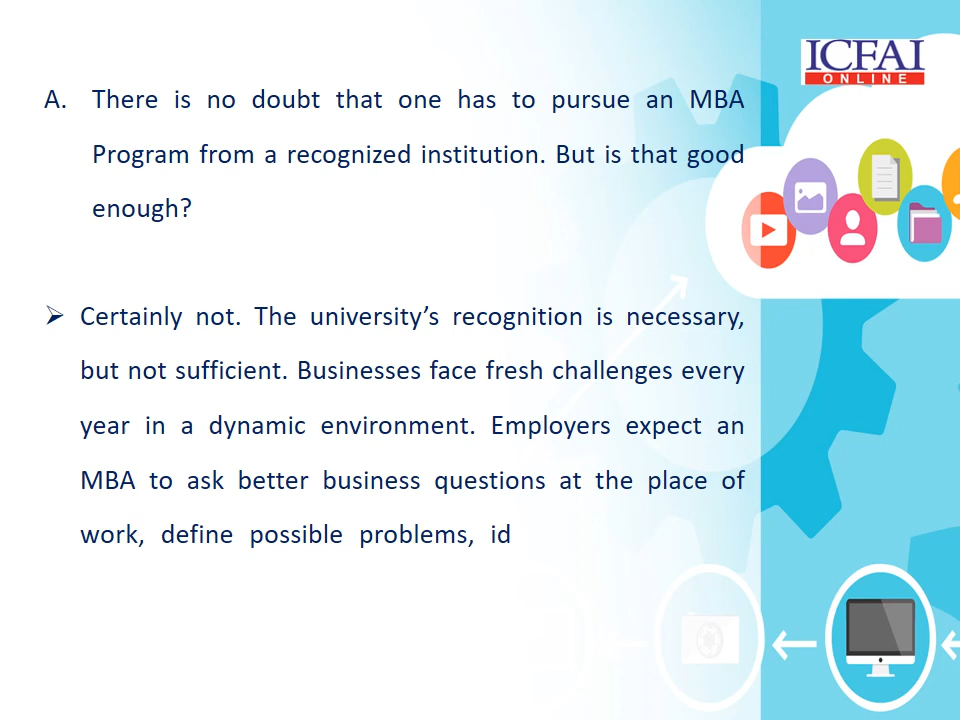 ICFAI
ONLINE
A. There is no doubt that one has to pursue an MBA
Program from a recognized institution. But is that good
enough?
➢ Certainly not. The university’s recognition is necessary,
but not sufficient. Businesses face fresh challenges every
year in a dynamic environment. Employers expect an
MBA to ask better business questions at the place of
work, define possible problems, id